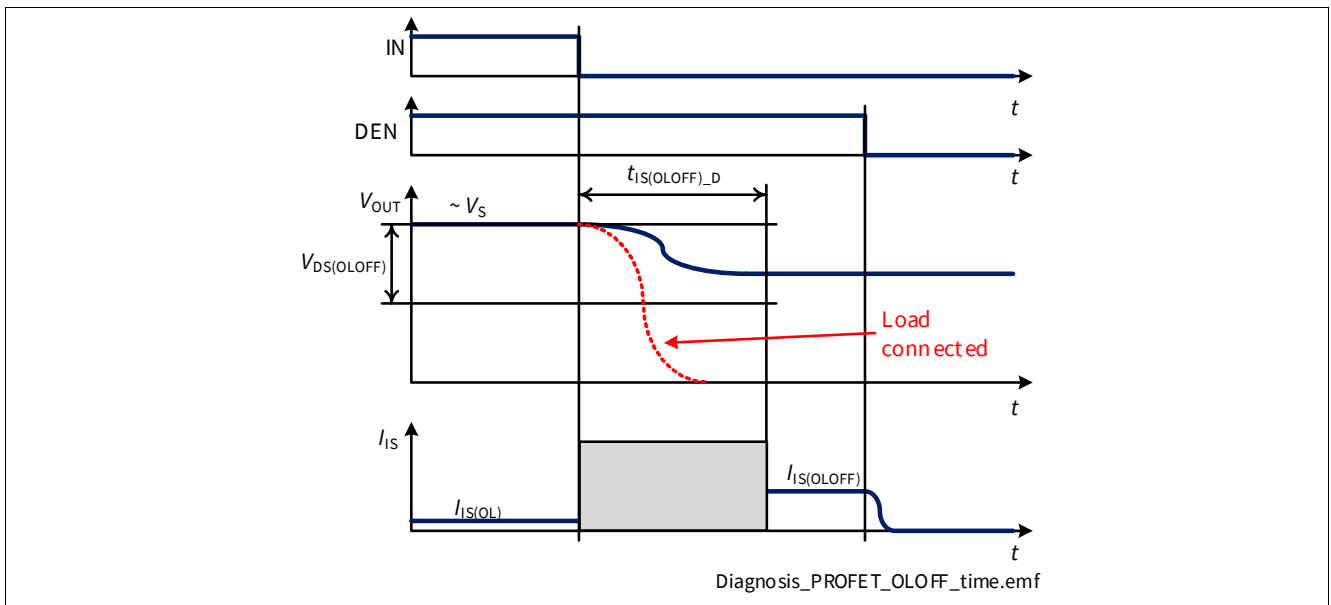 IN
t
DEN
t
tIS(OLOFF)_D
VOUT
~ VS
VDS(OLOFF)
Load
connected
t
IIS
IIS(OL)
IIS(OLOFF)
t
Diagnosis_PROFET_OLOFF_time.emf